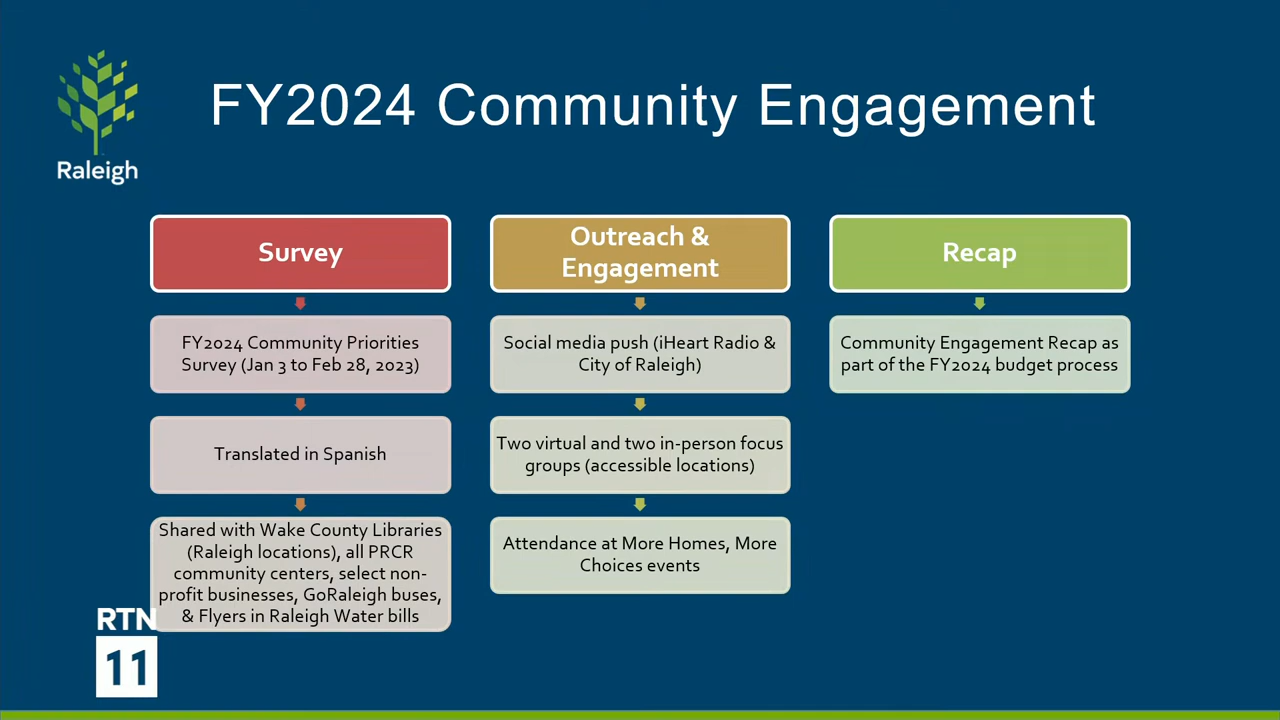 FY2024 Community Engagement
Raleigh
Survey
FY2024 Community Priorities
Survey (Jan 3 to Feb 28, 2023)
Translated in Spanish
Shared with Wake County Libraries
(Raleigh locations), all PRCR
community centers, select non-
profit businesses, GoRaleigh buses,
& Flyers in Raleigh Water bills
Outreach &
Engagement
Social media push (iHeart Radio &
City of Raleigh)
Two virtual and two in-person focus
groups (accessible locations)
Attendance at More Homes, More
Choices events
Recap
Community Engagement Recap as
part of the FY2024 budget process
RTN
11